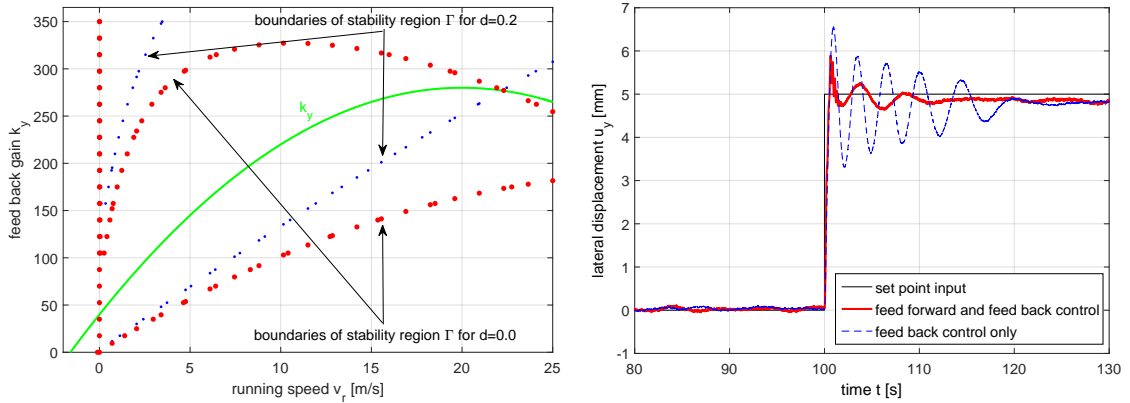 350
300
250
200
150
100
50
0
0
5
10
15
20
25
feed back gain k_y
running speed v_r [m/s]
boundaries of stability region Γ for d=0.2
k_y
boundaries of stability region Γ for d=0.0
7
6
5
4
3
2
1
0
-1
80
90
100
110
120
130
lateral displacement u_y [mm]
time t [s]
set point input
feed forward and feed back control
feed back control only